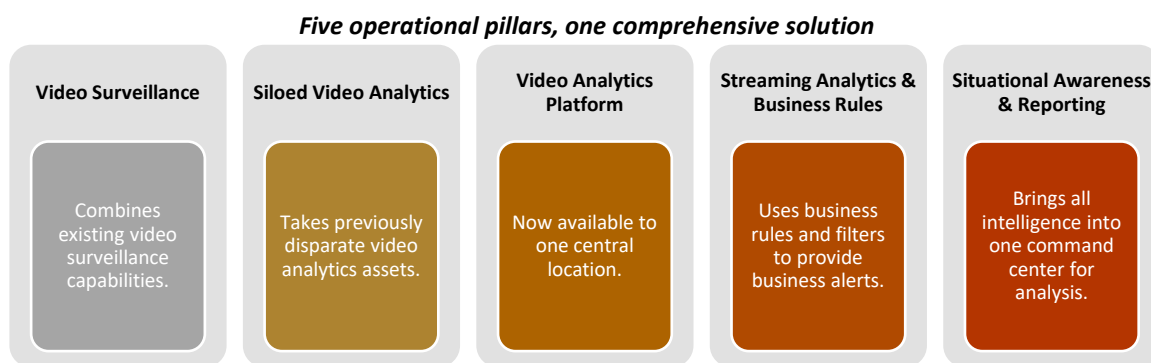 Five operational pillars, one comprehensive solution
Video Surveillance
Combines
existing video
surveillance
capabilities.
Siloed Video Analytics
Takes previously
disparate video
analytics assets.
Video Analytics
Platform
Now available to
one central
location.
Streaming Analytics &
Business Rules
Uses business
rules and filters
to provide
business alerts.
Situational Awareness
& Reporting
Brings all
intelligence into
one command
center for
analysis.